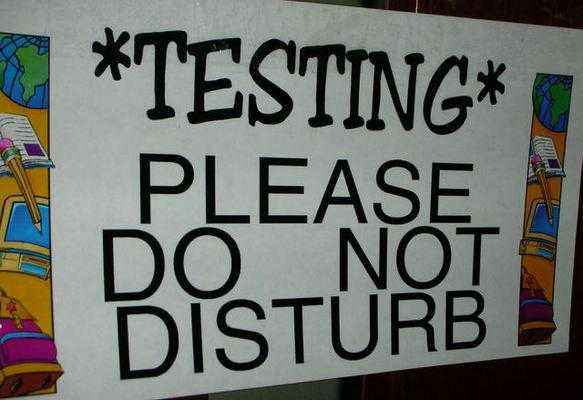 *TESTING*
PLEASE
DO NOT
DISTURB